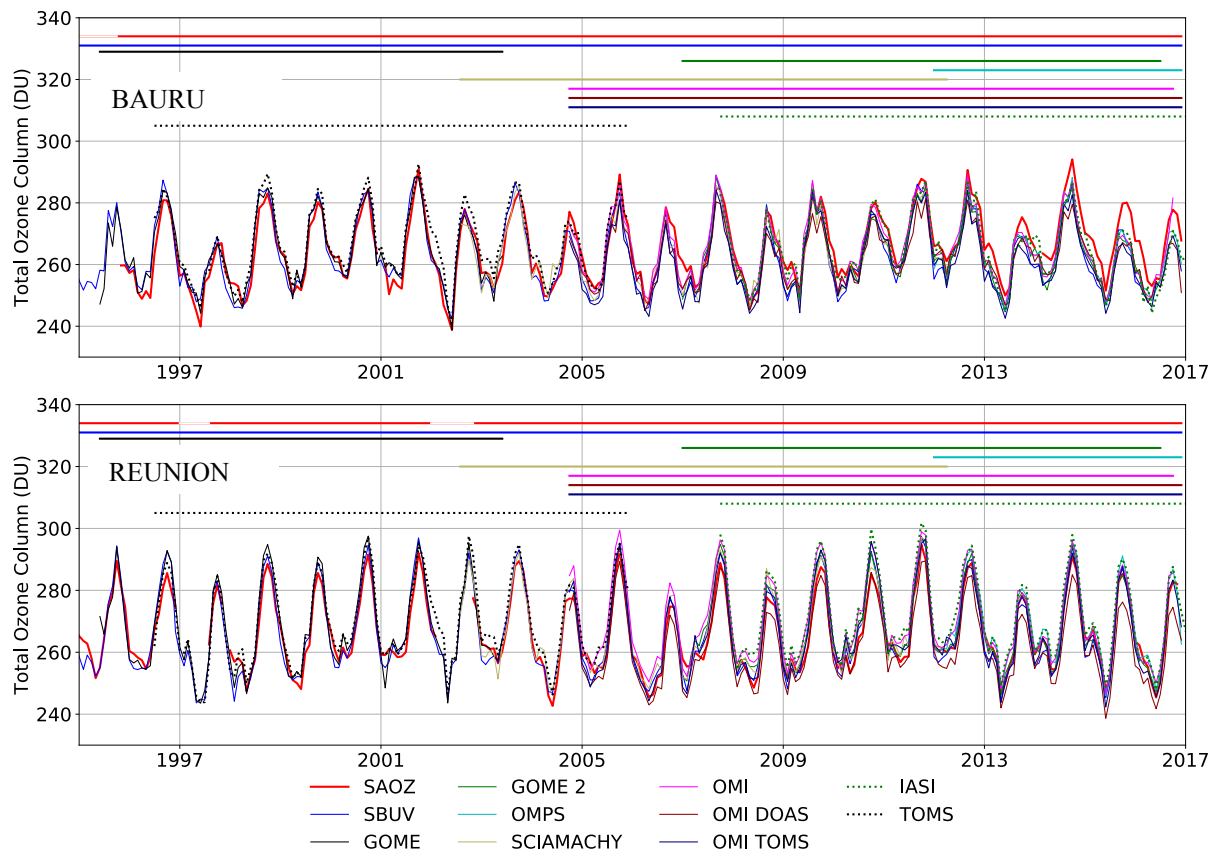 340
320
300
280
260
240
Total Ozone Column (DU)
BAURU
1997 2001 2005 2009 2013 2017
340
320
300
280
260
240
Total Ozone Column (DU)
REUNION
1997 2001 2005 2009 2013 2017
SAOZ GOME 2 OMI IASI
SBUV OMPS OMI DOAS TOMS
GOME SCIAMACHY OMI TOMS